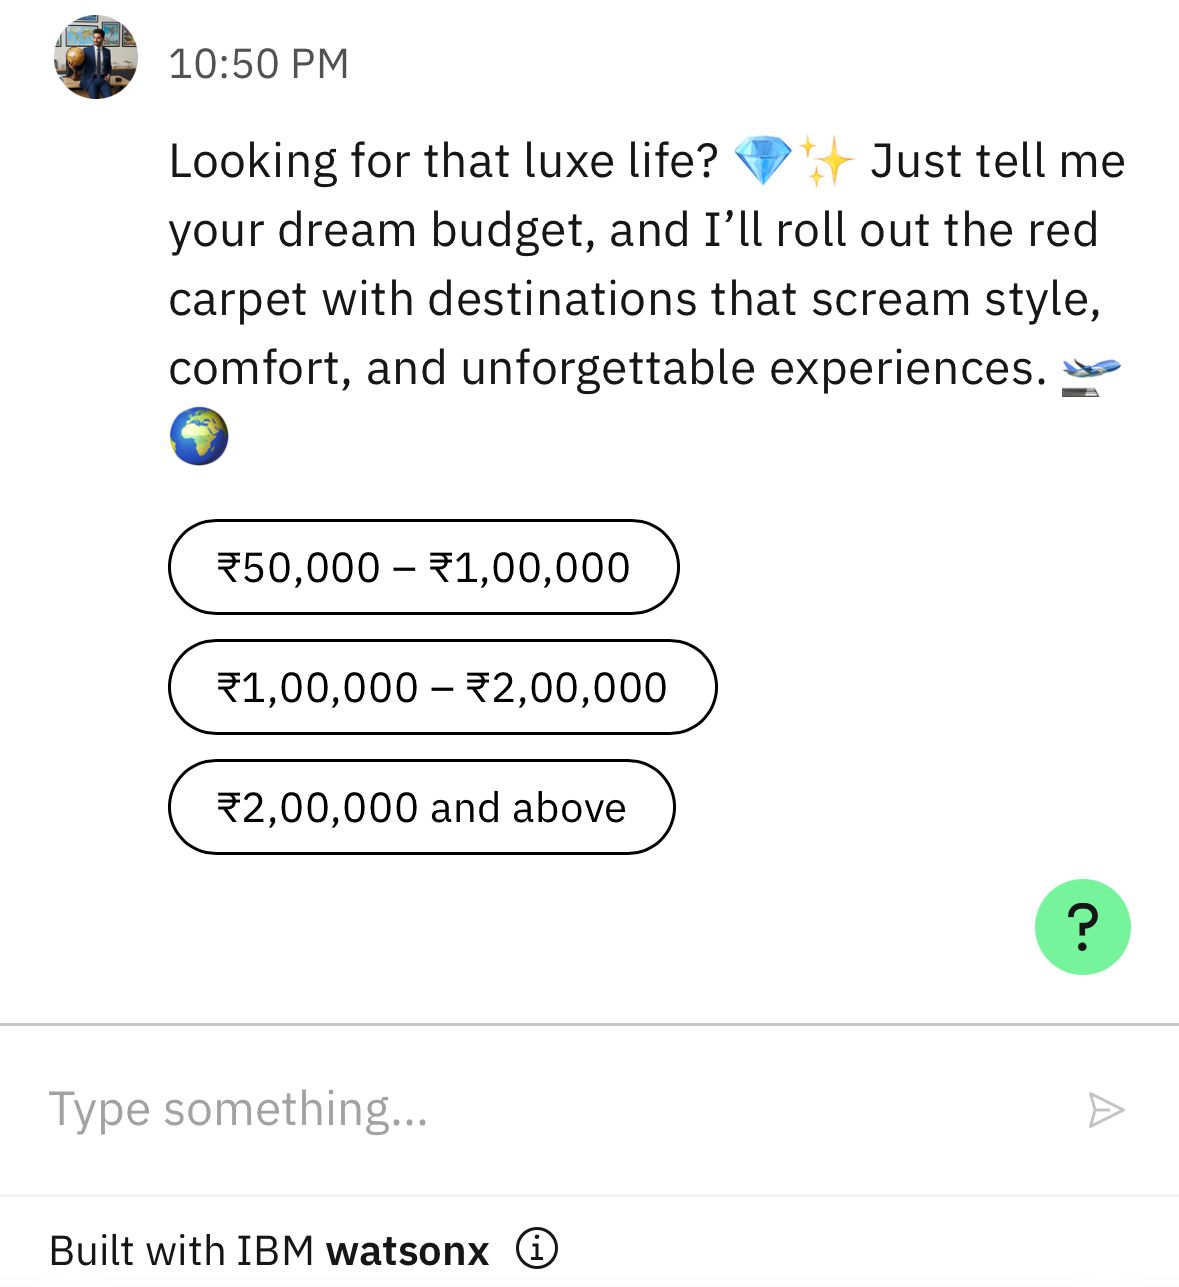 10:50 PM
Looking for that luxe life? 💎✨ Just tell me
your dream budget, and I’ll roll out the red
carpet with destinations that scream style,
comfort, and unforgettable experiences. 🛫
🌍
₹50,000 – ₹1,00,000
₹1,00,000 – ₹2,00,000
₹2,00,000 and above
?
Type something...
Built with IBM watsonx